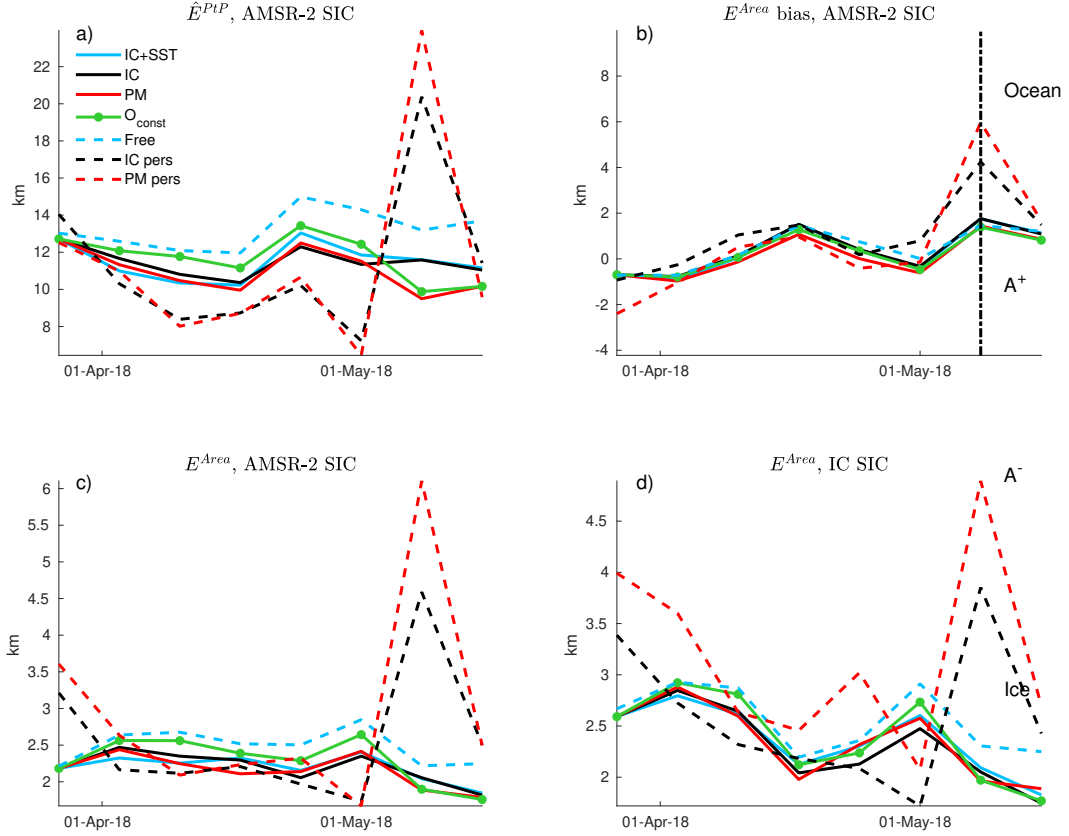 Ê^{PtP}, AMSR-2 SIC
a)
IC+SST
IC
PM
O_{const}
Free
IC pers
PM pers
km
22
20
18
16
14
12
10
8
01-Apr-18
01-May-18
E^{Area} bias, AMSR-2 SIC
b)
Ocean
A^{+}
km
8
6
4
2
0
-2
-4
01-Apr-18
01-May-18
E^{Area}, AMSR-2 SIC
c)
km
6
5.5
5
4.5
4
3.5
3
2.5
2
01-Apr-18
01-May-18
E^{Area}, IC SIC
d)
A^{-}
Ice
km
4.5
4
3.5
3
2.5
2
01-Apr-18
01-May-18